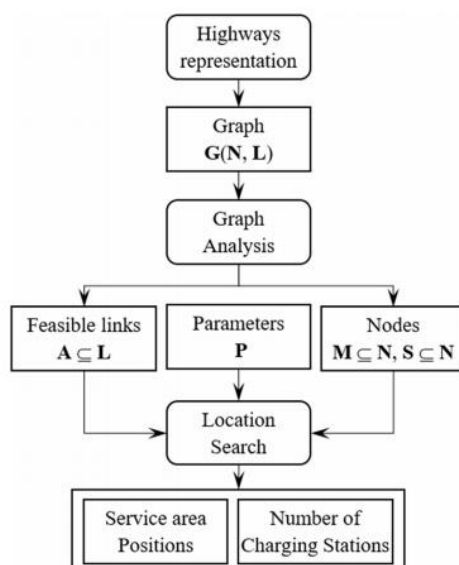 Highways
representation
Graph
G(N, L)
Graph
Analysis
Feasible links
A ⊆ L
Parameters
P
Nodes
M ⊆ N, S ⊆ N
Location
Search
Service area
Positions
Number of
Charging Stations